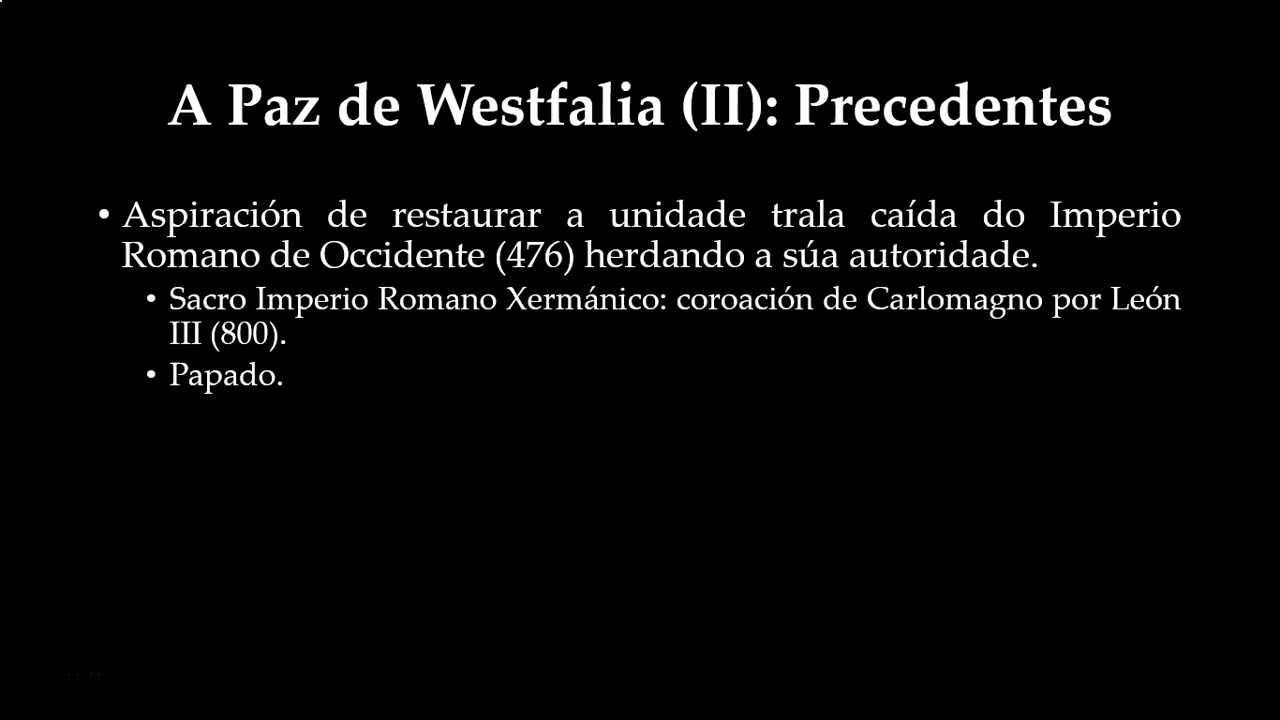 A Paz de Westfalia (II): Precedentes
• Aspiración de restaurar a unidade trala caída do Imperio
Romano de Occidente (476) herdando a súa autoridade.
• Sacro Imperio Romano Xermánico: coroación de Carlomagno por León
III (800).
• Papado.